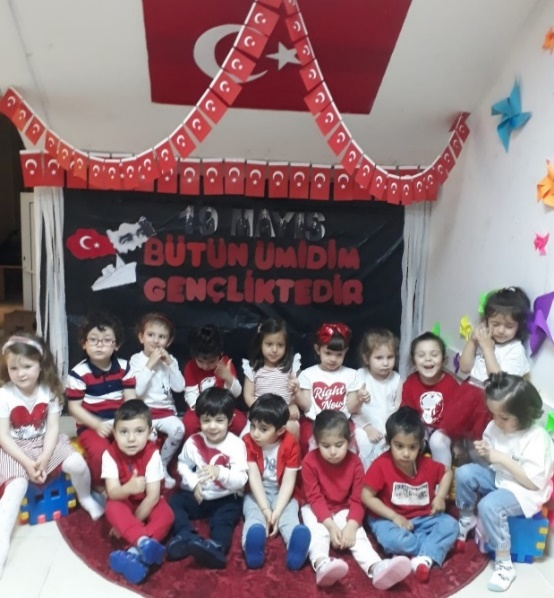 19 MAYIS
BÜTÜN ÜMİDİM
GENÇLİKTEDİR
Right
Now